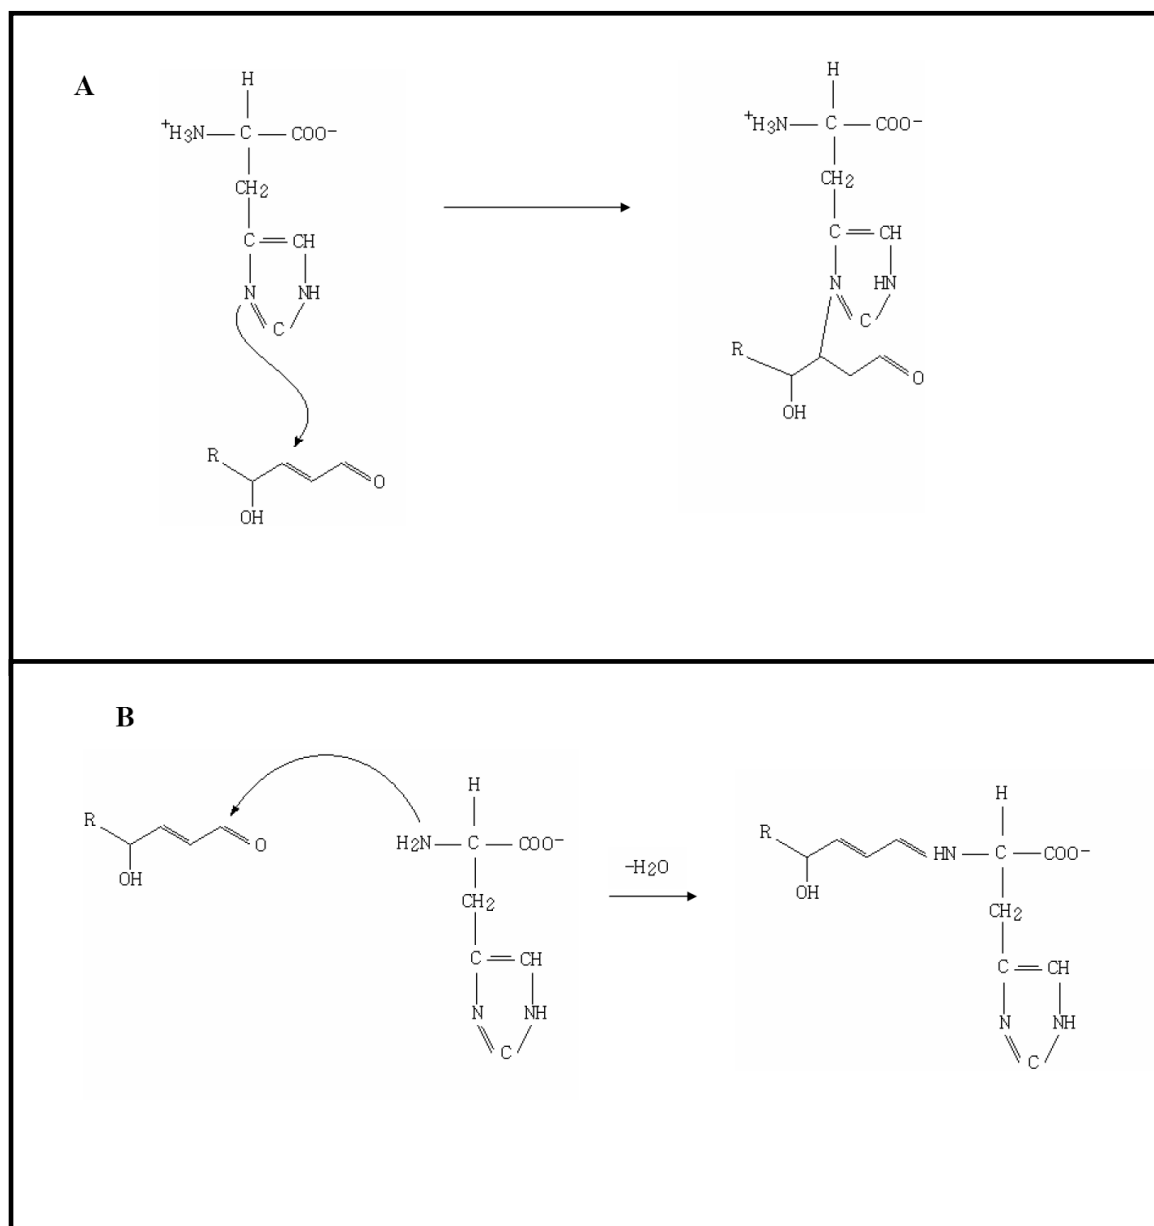 A
H
⁺H₃N C COO⁻
CH₂
C CH
N NH
C
R
O
OH
H
⁺H₃N C COO⁻
CH₂
C CH
N HN
C
R
O
OH
B
R
O
OH
H
H₂N C COO⁻
CH₂
C CH
N NH
C
-H₂O
R
OH
H
HN C COO⁻
CH₂
C CH
N NH
C